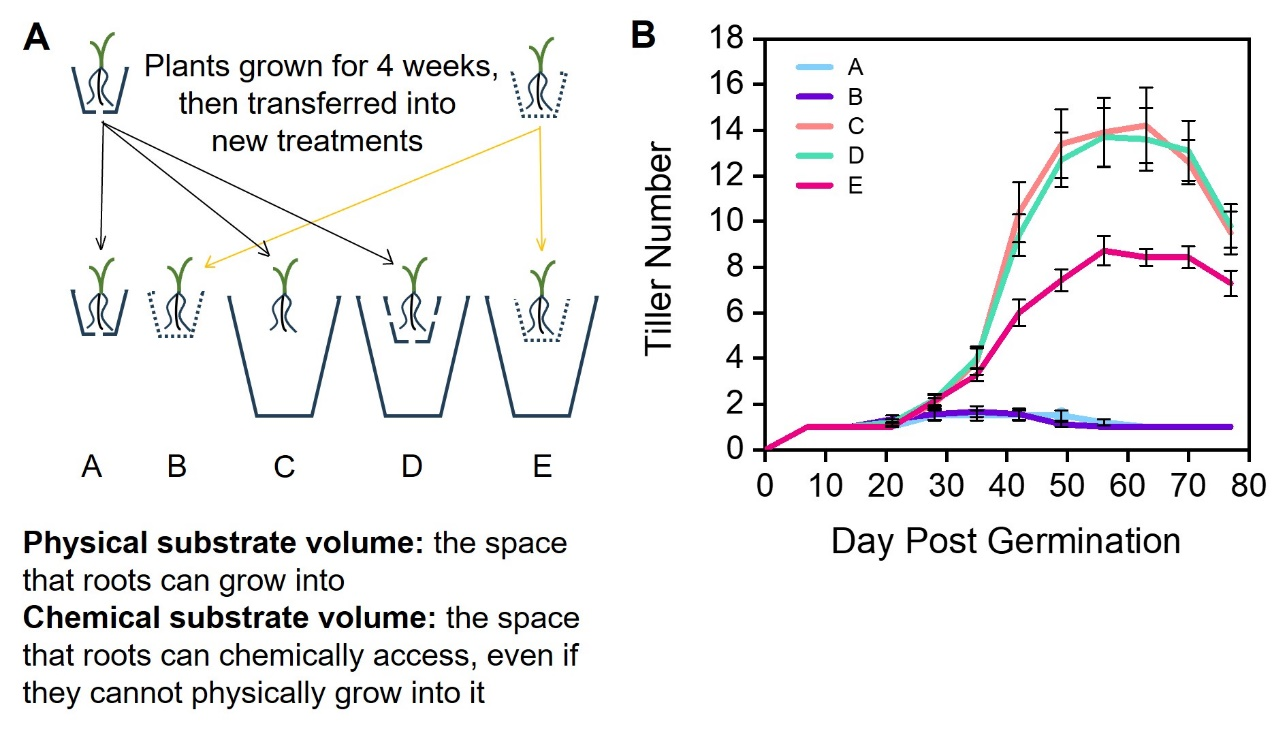 A
Plants grown for 4 weeks,
then transferred into
new treatments
A B C D E
Physical substrate volume: the space
that roots can grow into
Chemical substrate volume: the space
that roots can chemically access, even if
they cannot physically grow into it
B
Tiller Number
18
16
14
12
10
8
6
4
2
0
A
B
C
D
E
0 10 20 30 40 50 60 70 80
Day Post Germination